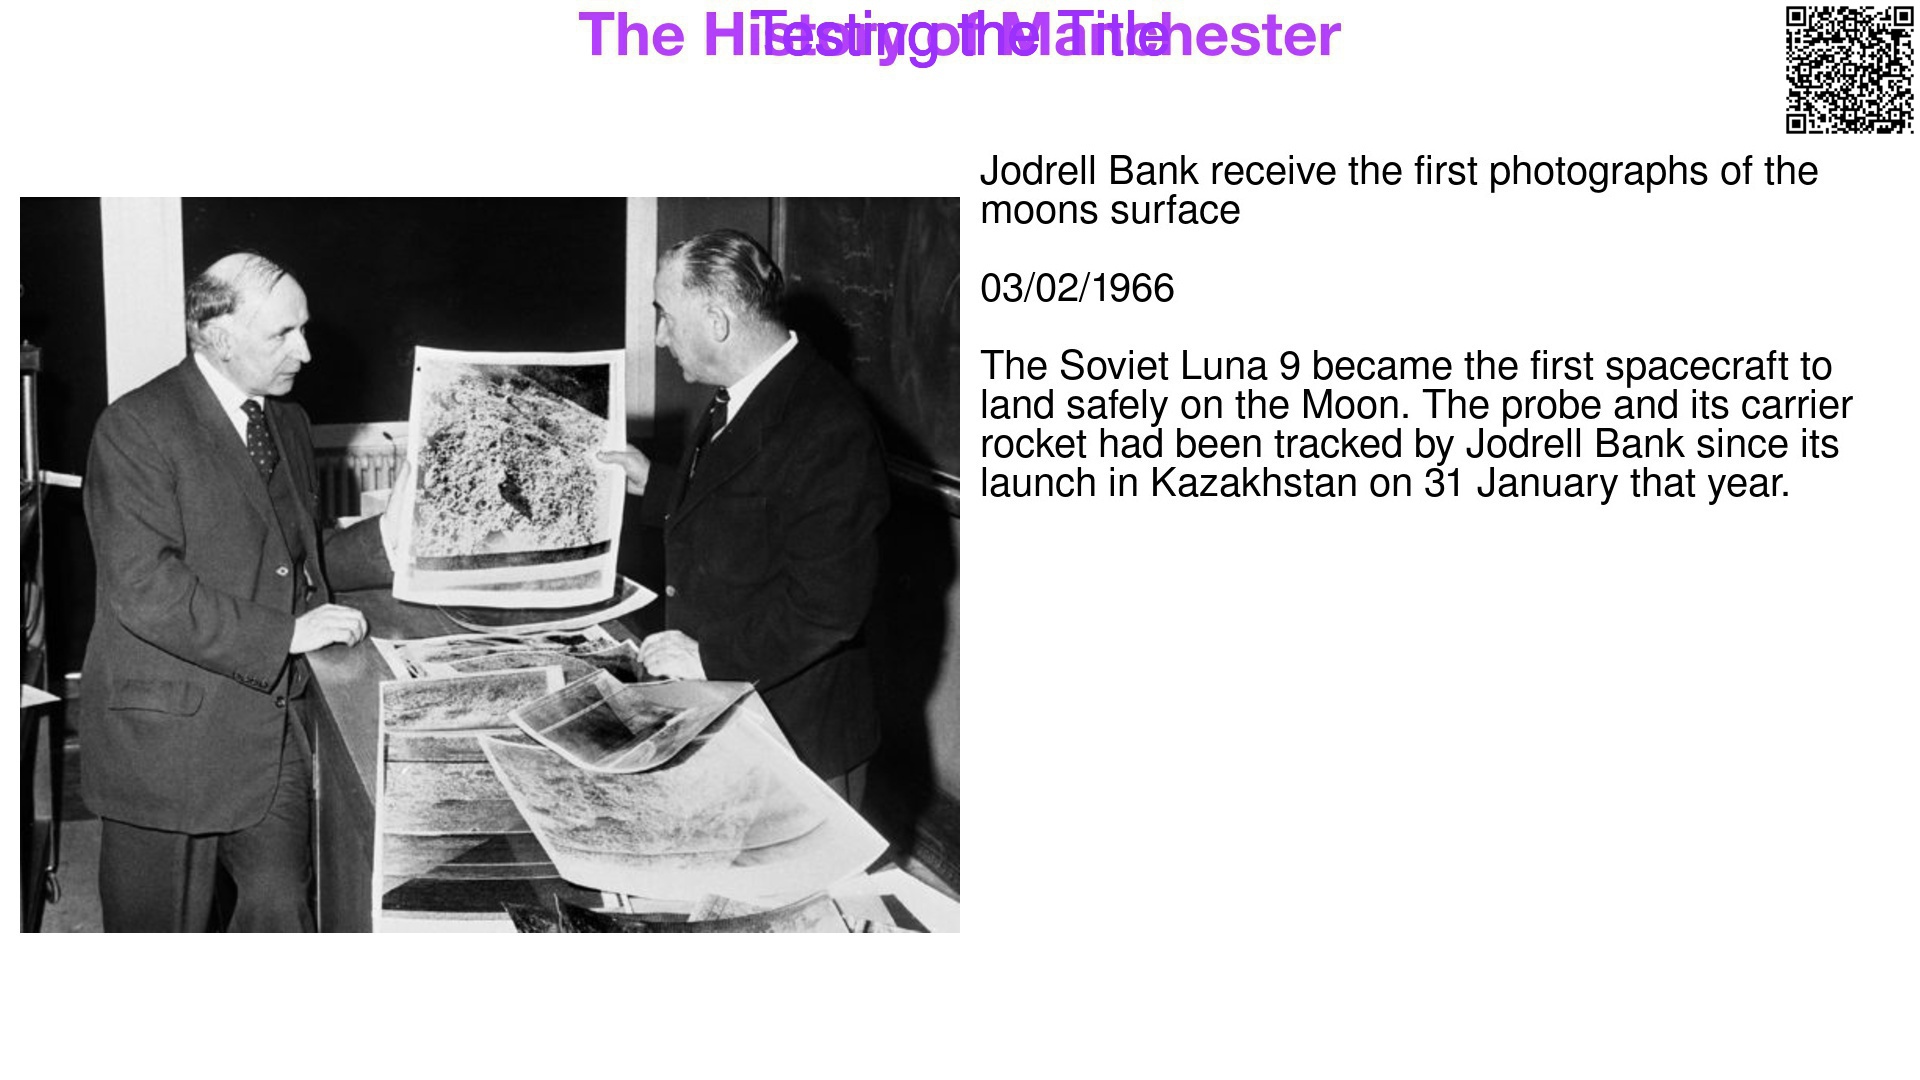 The History of Manchester
Testing the Title
Jodrell Bank receive the first photographs of the
moons surface
03/02/1966
The Soviet Luna 9 became the first spacecraft to
land safely on the Moon. The probe and its carrier
rocket had been tracked by Jodrell Bank since its
launch in Kazakhstan on 31 January that year.